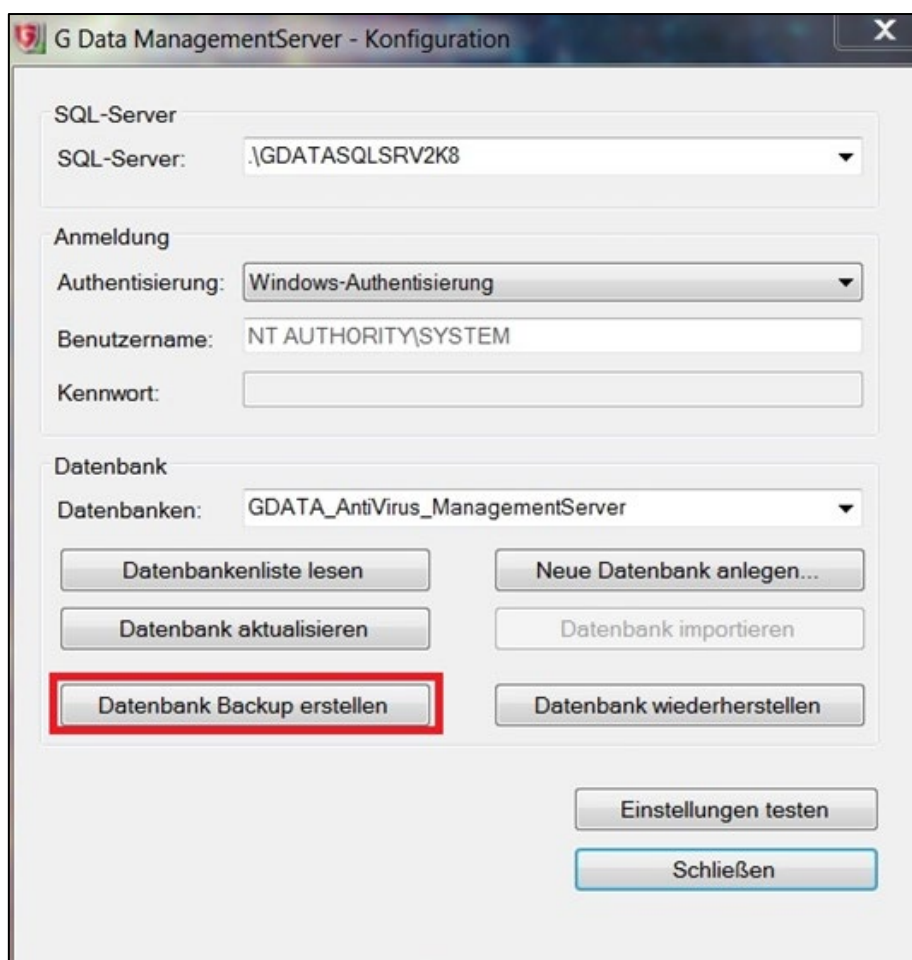 G Data ManagementServer - Konfiguration
SQL-Server
SQL-Server: .\GDATASQLSRV2K8
Anmeldung
Authentisierung: Windows-Authentisierung
Benutzername: NT AUTHORITY\SYSTEM
Kennwort:
Datenbank
Datenbanken: GDATA_AntiVirus_ManagementServer
Datenbankenliste lesen Neue Datenbank anlegen...
Datenbank aktualisieren Datenbank importieren
Datenbank Backup erstellen Datenbank wiederherstellen
Einstellungen testen
Schließen